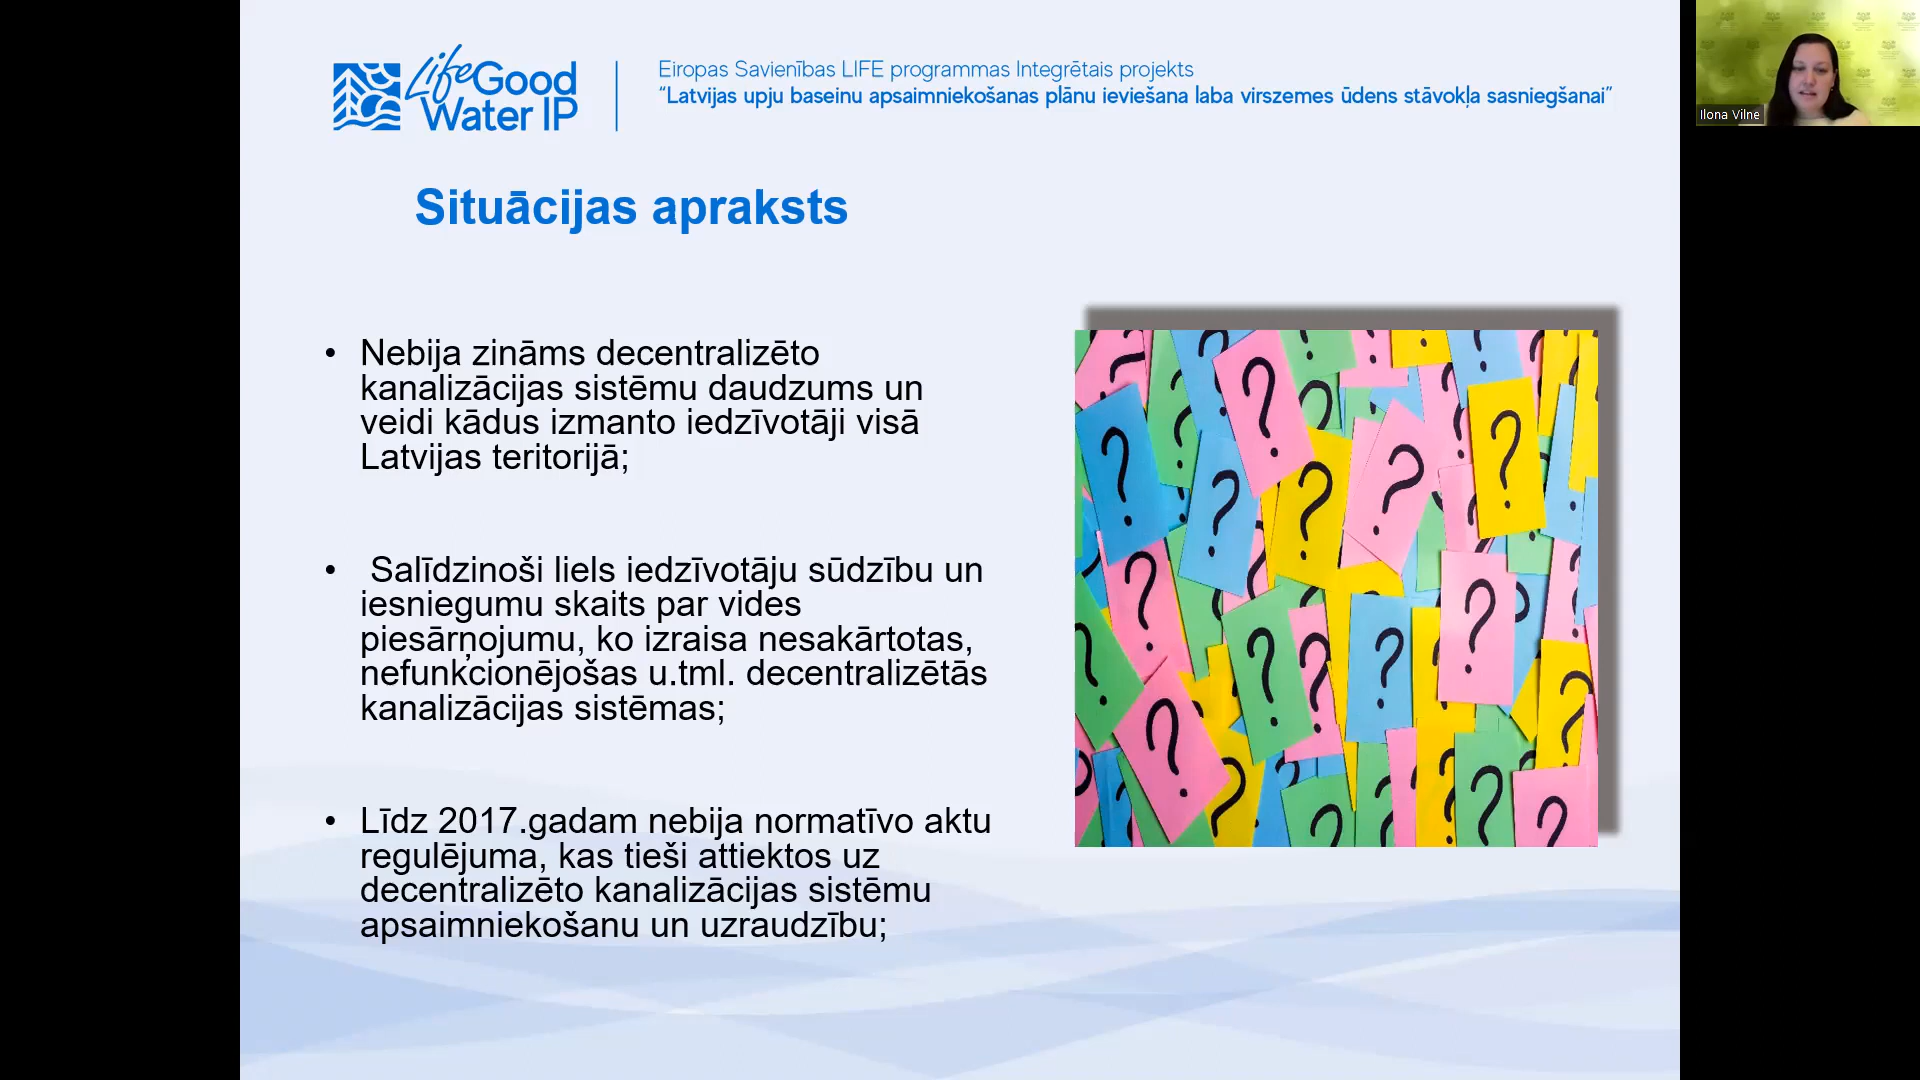 Life Good
Water IP
Eiropas Savienības LIFE programmas Integrētais projekts
“Latvijas upju baseinu apsaimniekošanas plānu ieviešana laba virszemes ūdens stāvokļa sasniegšanai”
Ilona Vilne
Situācijas apraksts
• Nebija zināms decentralizēto
kanalizācijas sistēmu daudzums un
veidi kādus izmanto iedzīvotāji visā
Latvijas teritorijā;
• Salīdzinoši liels iedzīvotāju sūdzību un
iesniegumu skaits par vides
piesārņojumu, ko izraisa nesakārtotas,
nefunkcionējošas u.tml. decentralizētās
kanalizācijas sistēmas;
• Līdz 2017.gadam nebija normatīvo aktu
regulējuma, kas tieši attiektos uz
decentralizēto kanalizācijas sistēmu
apsaimniekošanu un uzraudzību;